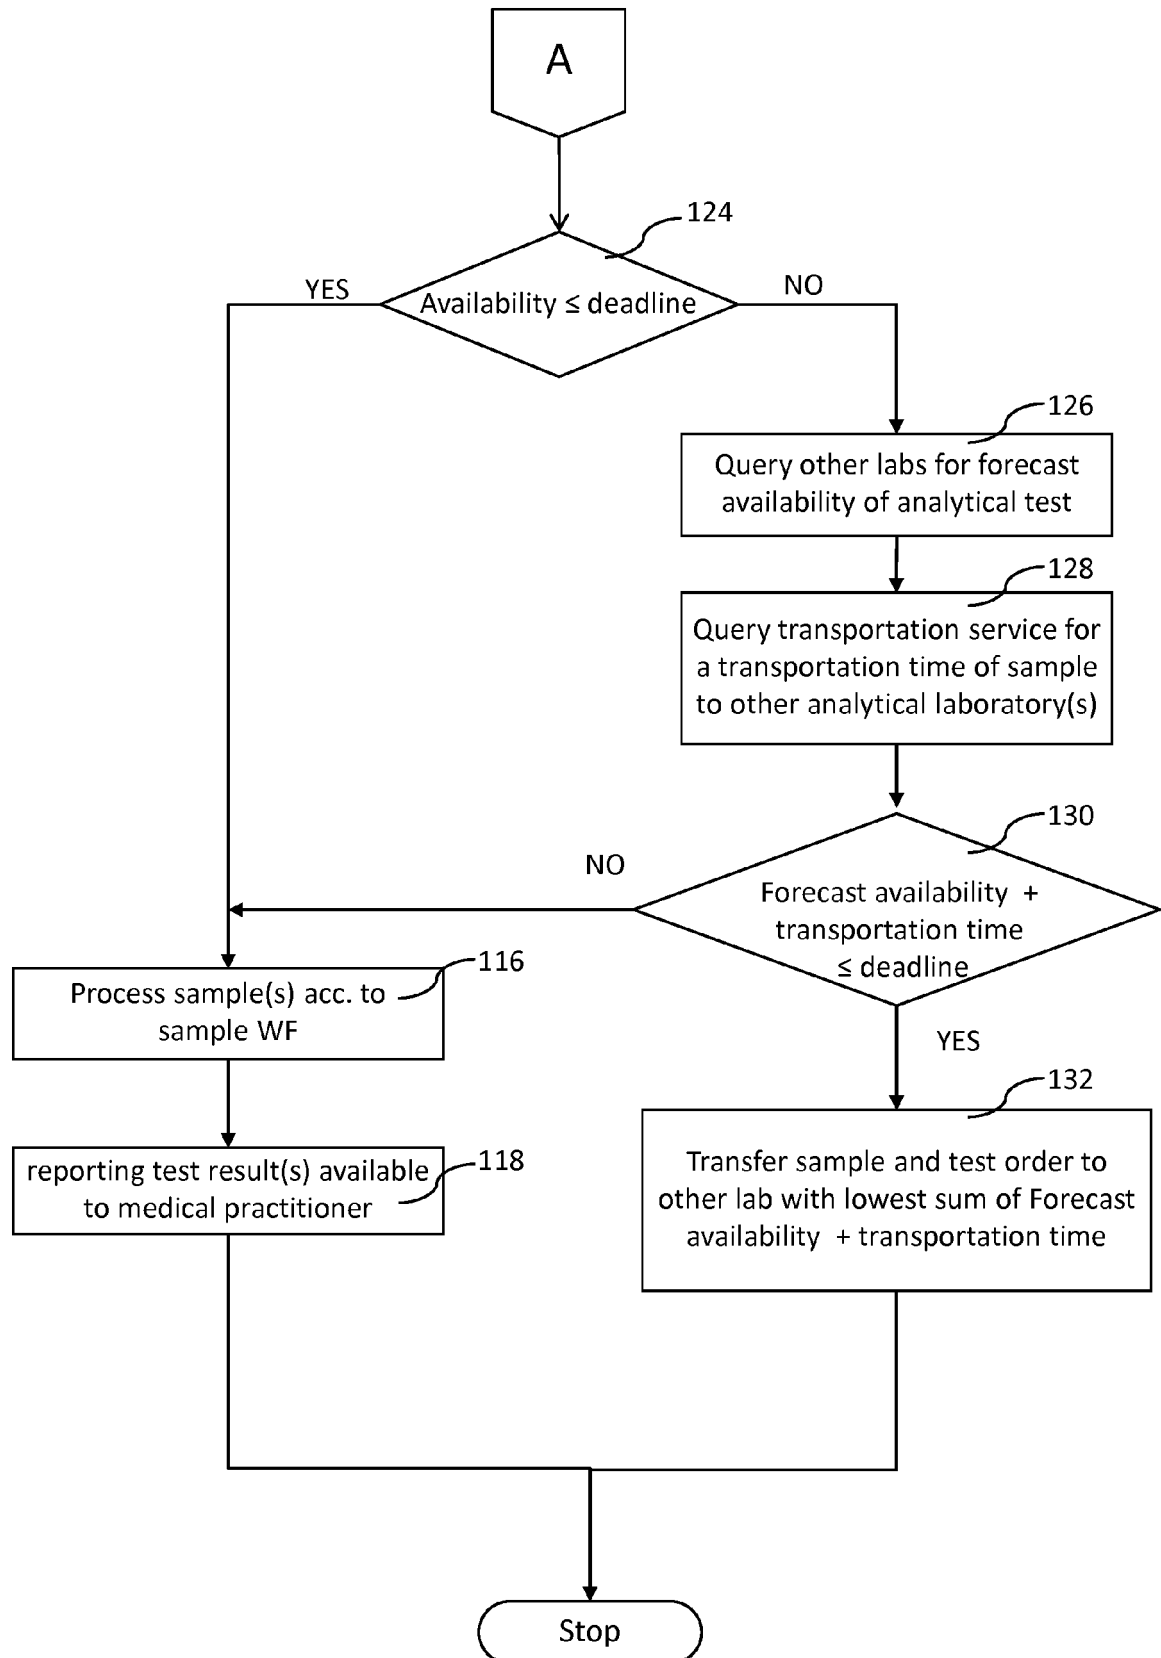 A
124
YES
NO
Availability ≤ deadline
126
Query other labs for forecast
availability of analytical test
128
Query transportation service for
a transportation time of sample
to other analytical laboratory(s)
130
NO
Forecast availability +
transportation time
≤ deadline
116
Process sample(s) acc. to
sample WF
YES
132
118
reporting test result(s) available
to medical practitioner
Transfer sample and test order to
other lab with lowest sum of Forecast
availability + transportation time
Stop